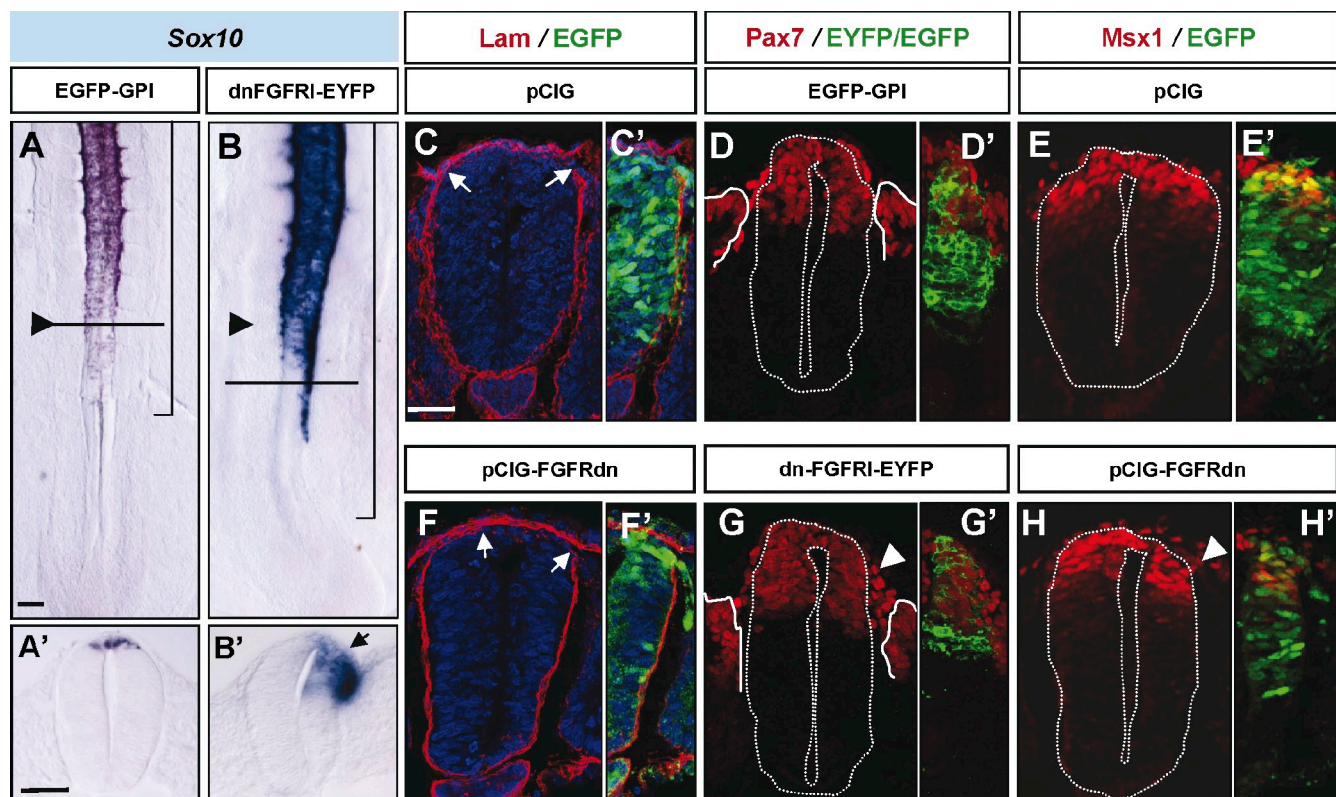 Sox10
Lam / EGFP
Pax7 / EYFP/EGFP
Msx1 / EGFP
EGFP-GPI
dnFGFRI-EYFP
pCIG
EGFP-GPI
pCIG
A
B
C
C’
D
D’
E
E’
pCIG-FGFRdn
dn-FGFRI-EYFP
pCIG-FGFRdn
F
F’
G
G’
H
H’
A’
B’